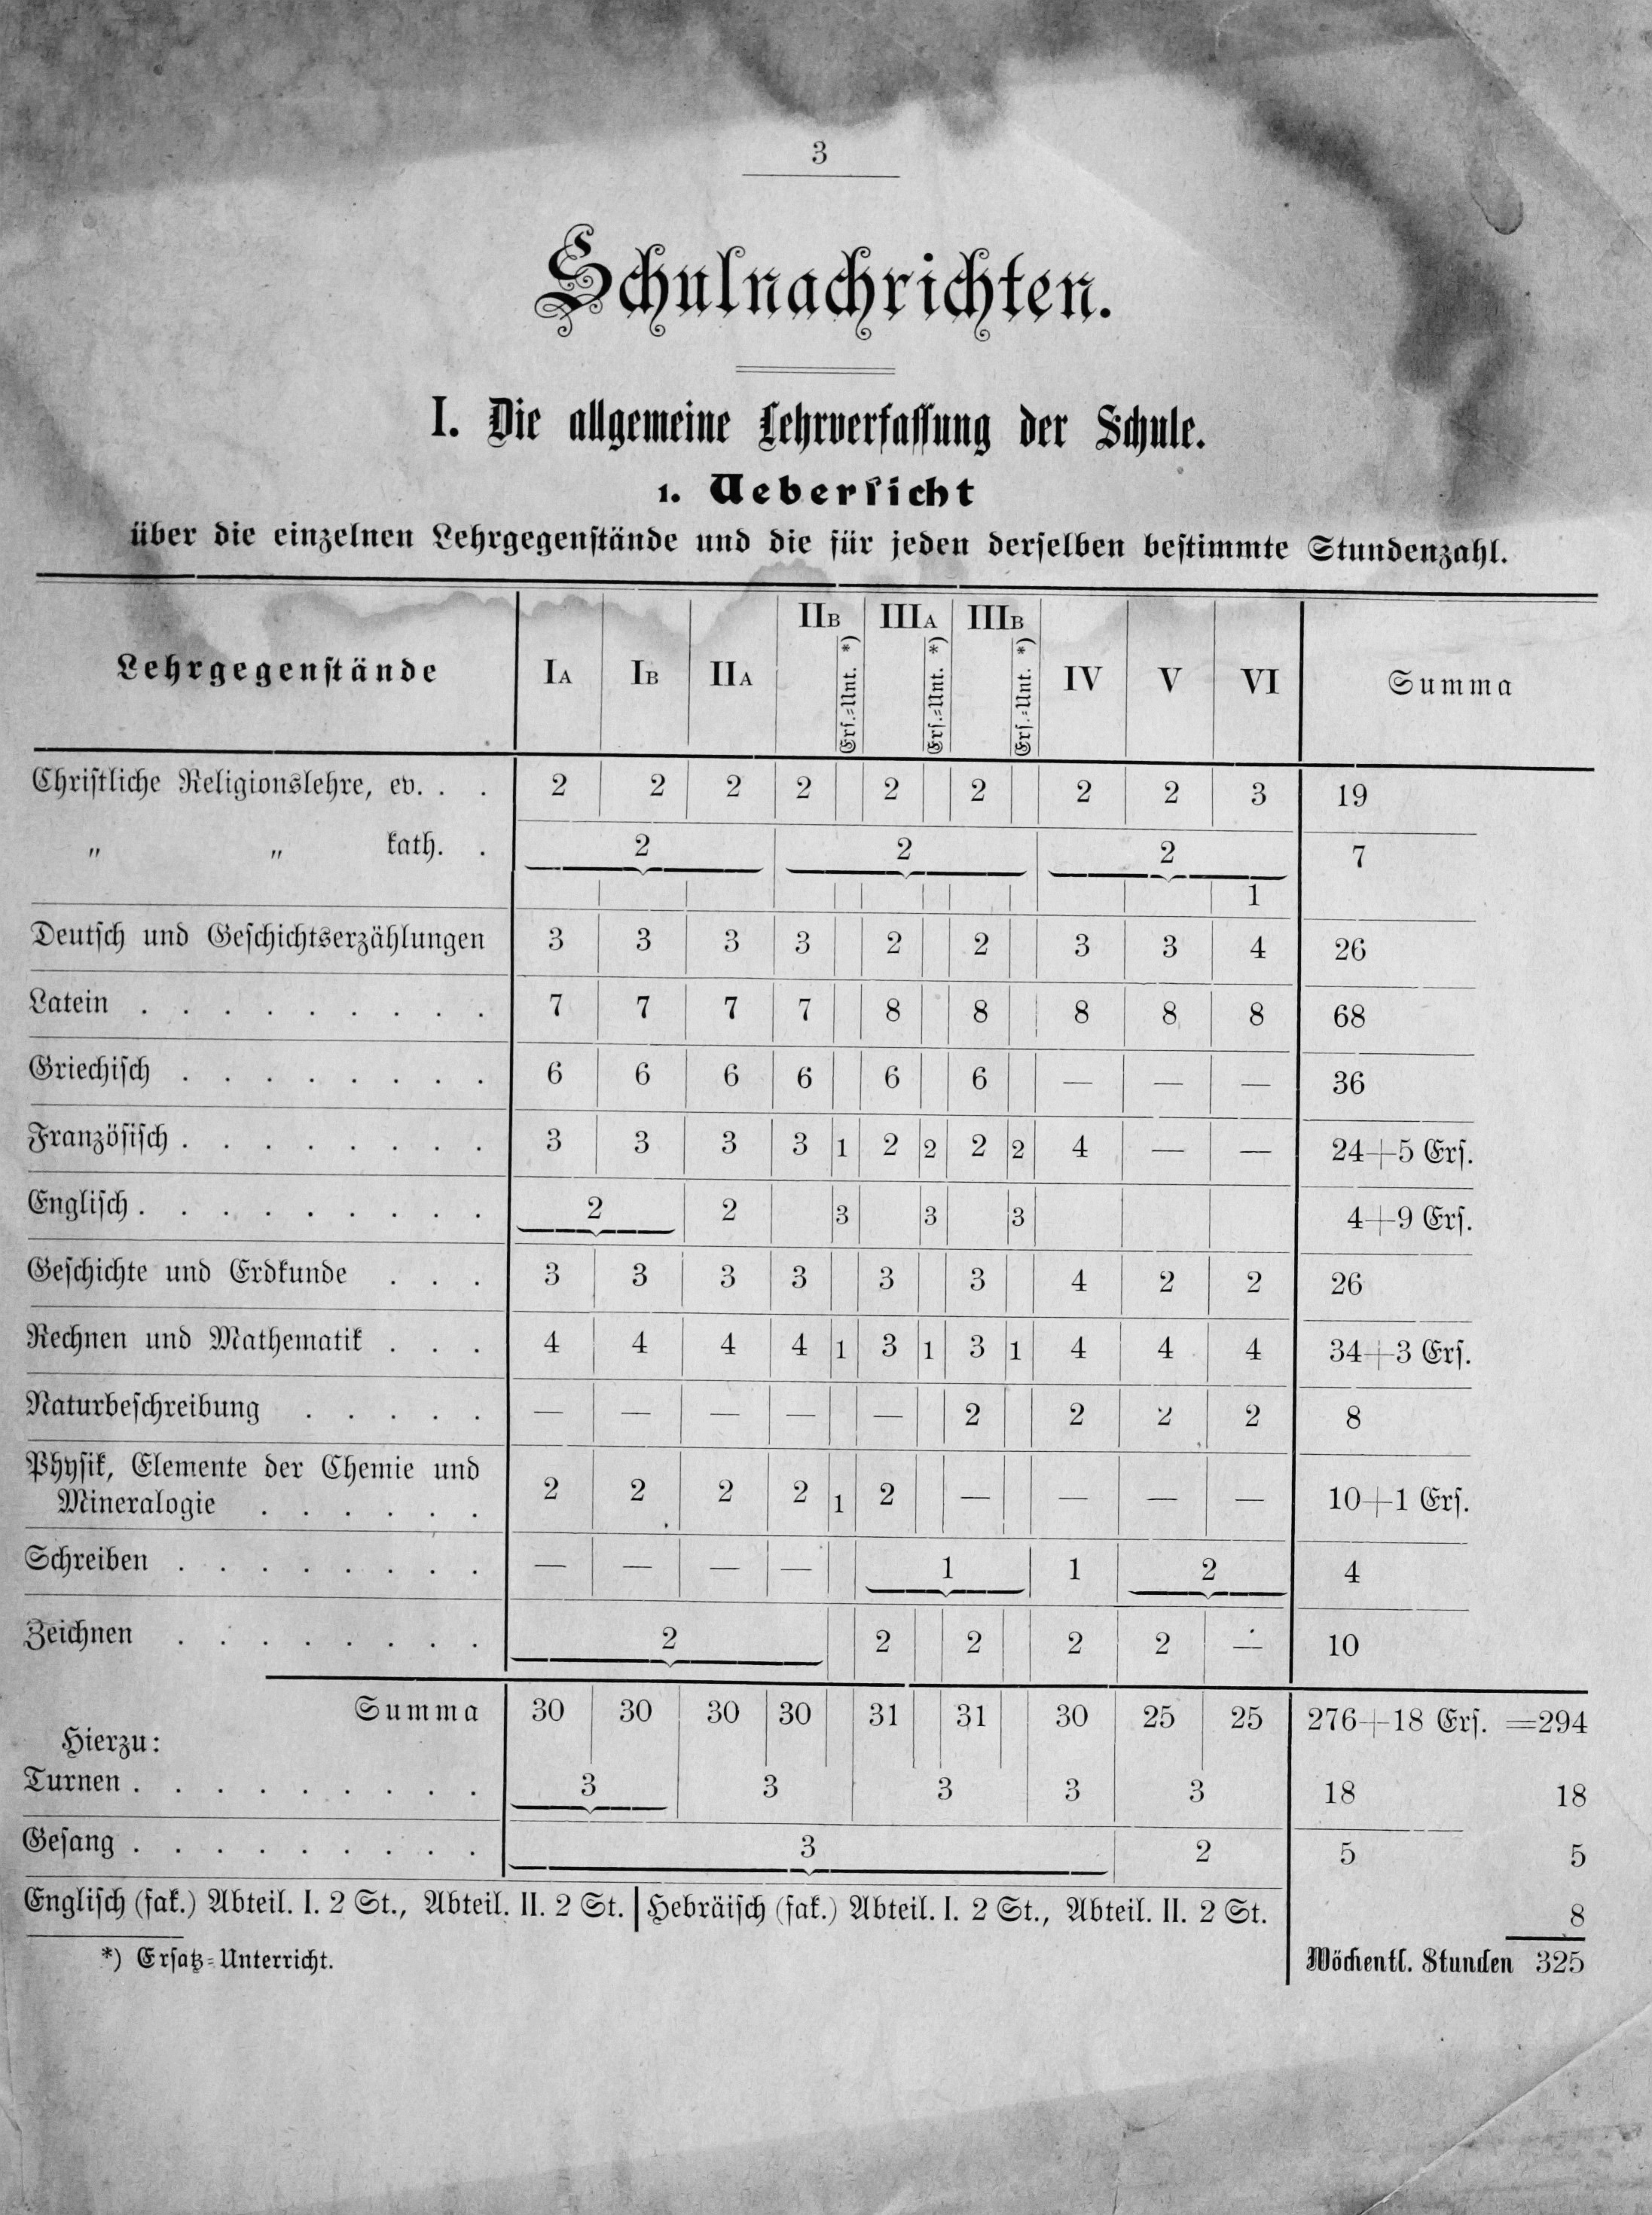 3
Schulnachrichten.
I. Die allgemeine Lehrverfassung der Schule.
1. Uebersicht
über die einzelnen Lehrgegenstände und die für jeden derselben bestimmte Stundenzahl.
Lehrgegenstände IA IB IIA IIB Ers.-Unt. *) IIIA Ers.-Unt. *) IIIB Ers.-Unt. *) IV V VI Summa
Christliche Religionslehre, ev. . . 2 2 2 2 2 2 2 2 3 19
„ „ kath. . 2 2 2 7
1
Deutsch und Geschichtserzählungen 3 3 3 3 2 2 3 3 4 26
Latein . . . . . . . . . 7 7 7 7 8 8 8 8 8 68
Griechisch . . . . . . . . 6 6 6 6 6 6 — — — 36
Französisch . . . . . . . . 3 3 3 3 1 2 2 2 2 4 — — 24+5 Ers.
Englisch . . . . . . . . . 2 2 3 3 3 4+9 Ers.
Geschichte und Erdkunde . . . 3 3 3 3 3 3 4 2 2 26
Rechnen und Mathematik . . . 4 4 4 4 1 3 1 3 1 4 4 4 34+3 Ers.
Naturbeschreibung . . . . . — — — — — 2 2 2 2 8
Physik, Elemente der Chemie und
Mineralogie . . . . . . 2 2 2 2 1 2 — — — — 10+1 Ers.
Schreiben . . . . . . . . — — — — 1 1 2 4
Zeichnen . . . . . . . . 2 2 2 2 2 — 10
Summa 30 30 30 30 31 31 30 25 25 276+18 Ers. =294
Hierzu:
Turnen . . . . . . . . . 3 3 3 3 3 18 18
Gesang . . . . . . . . . 3 2 5 5
Englisch (fak.) Abteil. I. 2 St., Abteil. II. 2 St. | Hebräisch (fak.) Abteil. I. 2 St., Abteil. II. 2 St. 8
*) Ersatz-Unterricht. Wöchentl. Stunden 325